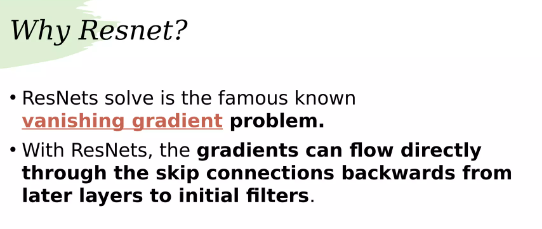 Why Resnet?
• ResNets solve is the famous known
vanishing gradient problem.
• With ResNets, the gradients can flow directly
through the skip connections backwards from
later layers to initial filters.